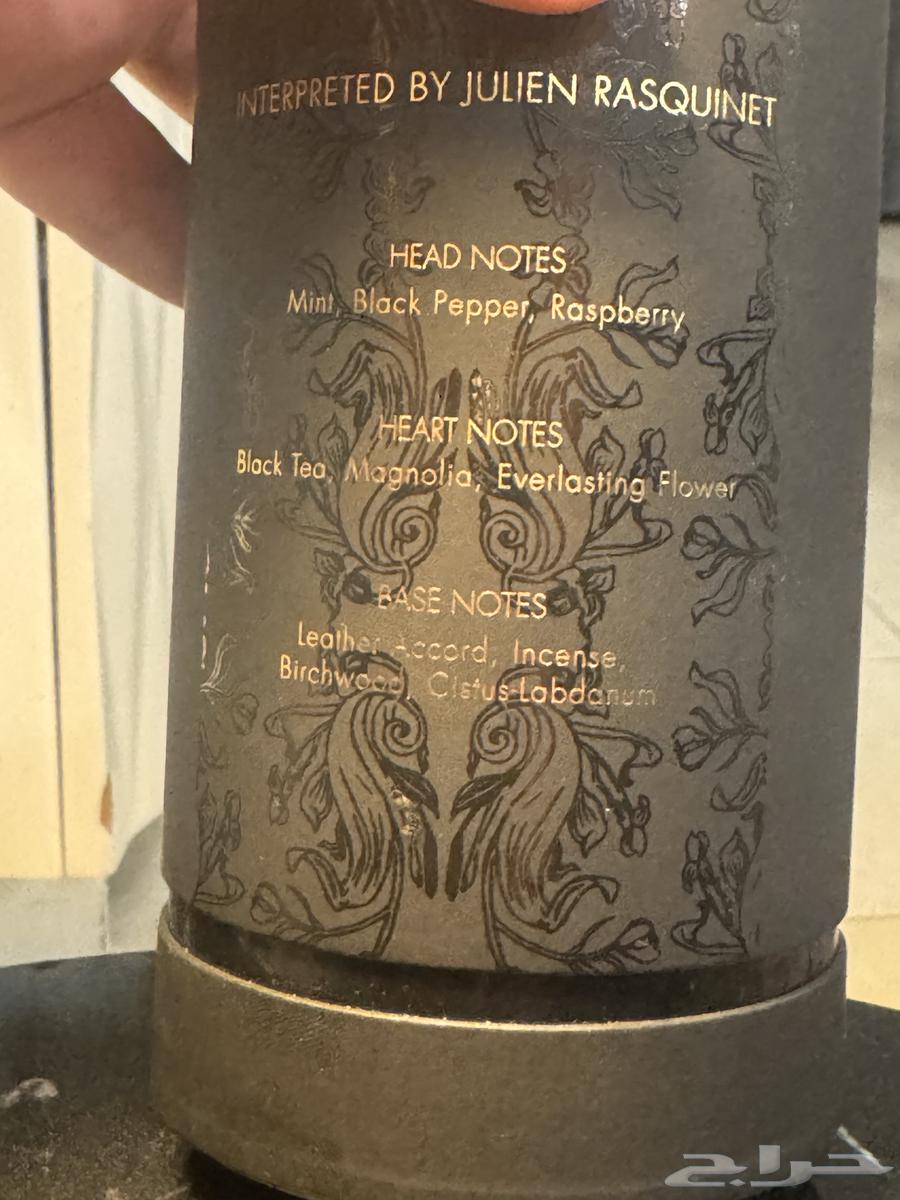 INTERPRETED BY JULIEN RASQUINET
HEAD NOTES
Mint, Black Pepper, Raspberry
HEART NOTES
Black Tea, Magnolia, Everlasting Flower
BASE NOTES
Leather Accord, Incense,
Birchwood, Cistus-Labdanum
حراج